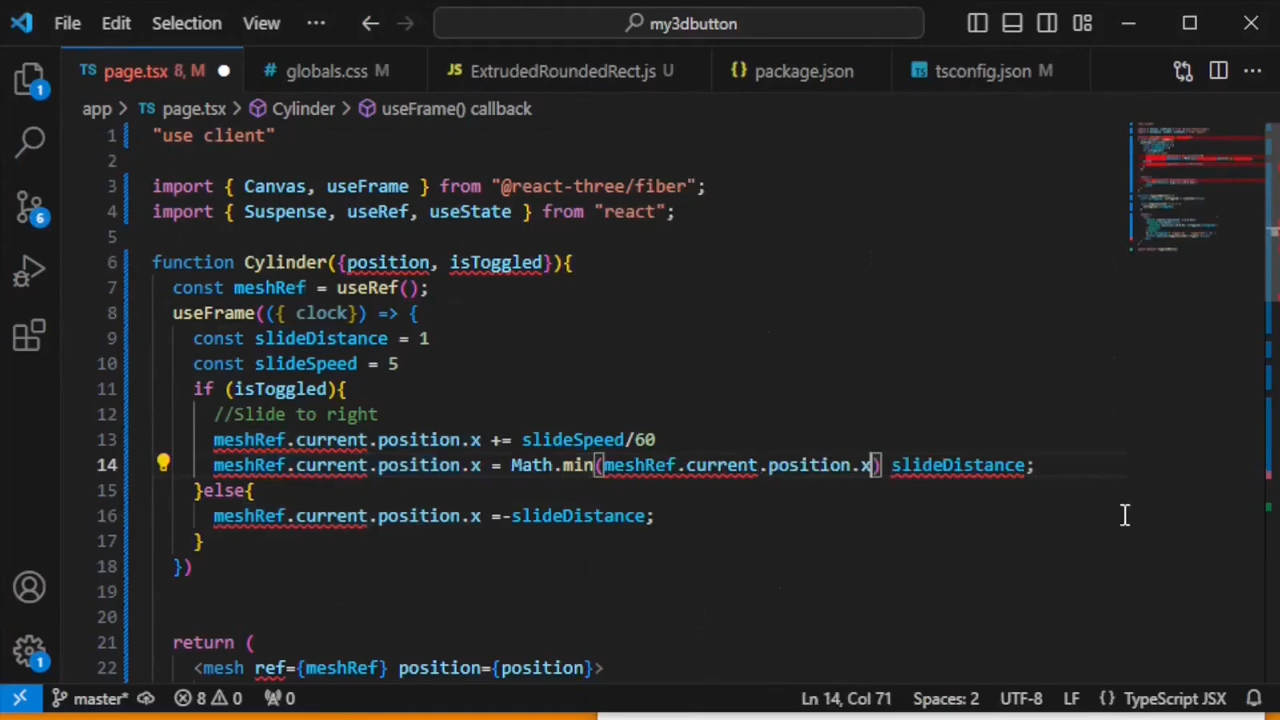 File Edit Selection View ··· my3dbutton
TS page.tsx 8, M # globals.css M JS ExtrudedRoundedRect.js U {} package.json TS tsconfig.json M ···
app > TS page.tsx > Cylinder > useFrame() callback
1 "use client"
2
3 import { Canvas, useFrame } from "@react-three/fiber";
4 import { Suspense, useRef, useState } from "react";
5
6 function Cylinder({position, isToggled}){
7 const meshRef = useRef();
8 useFrame(({ clock}) => {
9 const slideDistance = 1
10 const slideSpeed = 5
11 if (isToggled){
12 //Slide to right
13 meshRef.current.position.x += slideSpeed/60
14 meshRef.current.position.x = Math.min(meshRef.current.position.x) slideDistance;
15 }else{
16 meshRef.current.position.x =-slideDistance;
17 }
18 })
19
20
21 return (
22 <mesh ref={meshRef} position={position}>
1
6
1
master* 8 0 0 Ln 14, Col 71 Spaces: 2 UTF-8 LF {} TypeScript JSX